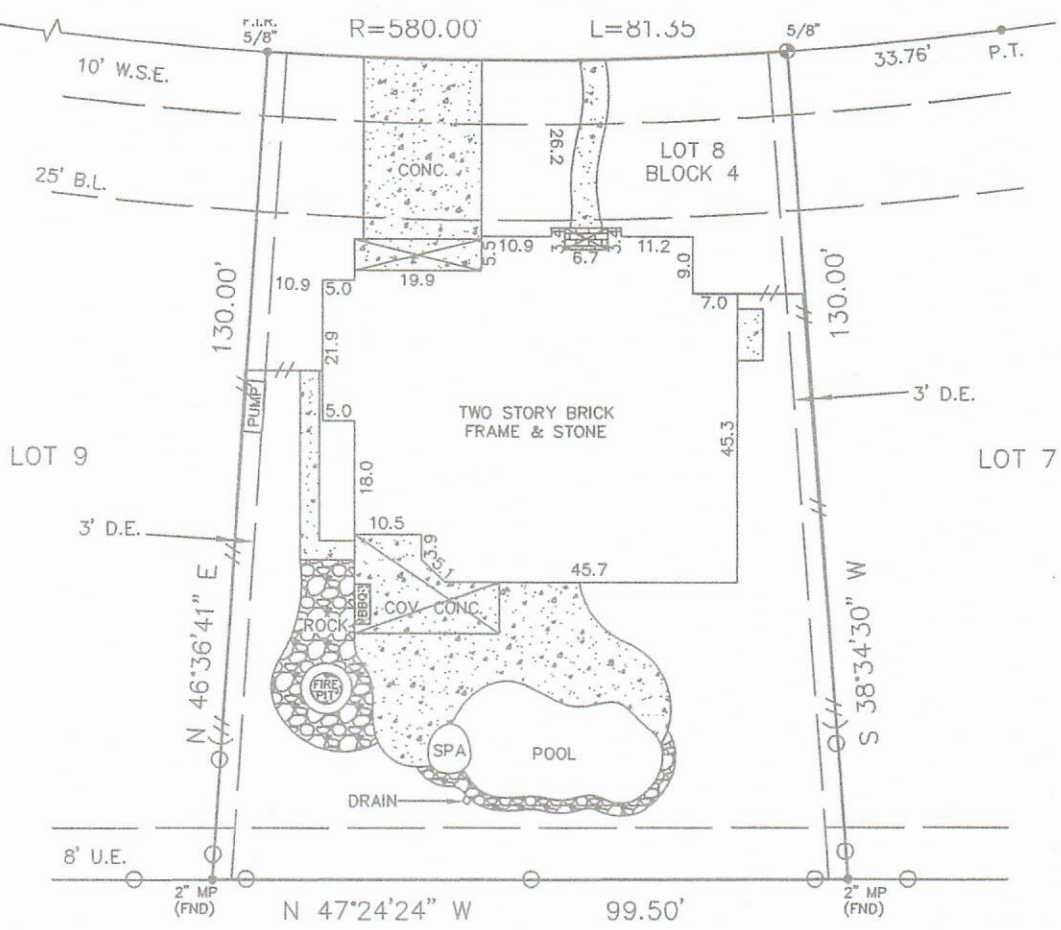 F.I.R.
5/8"
R=580.00'
L=81.35
5/8"
33.76'
P.T.
10' W.S.E.
25' B.L.
CONC.
26.2
LOT 8
BLOCK 4
130.00'
10.9
5.0
19.9
5.5
10.9
3.4
6.7
11.2
9.0
7.0
130.00'
21.9
PUMP
5.0
TWO STORY BRICK
FRAME & STONE
45.3
3' D.E.
LOT 9
LOT 7
18.0
3' D.E.
10.5
3.9
5.1
45.7
BBQ
COV. CONC.
ROCK
N 46°36'41" E
S 38°34'30" W
FIRE
PIT
SPA
POOL
DRAIN
8' U.E.
2" MP
(FND)
N 47°24'24" W
99.50'
2" MP
(FND)